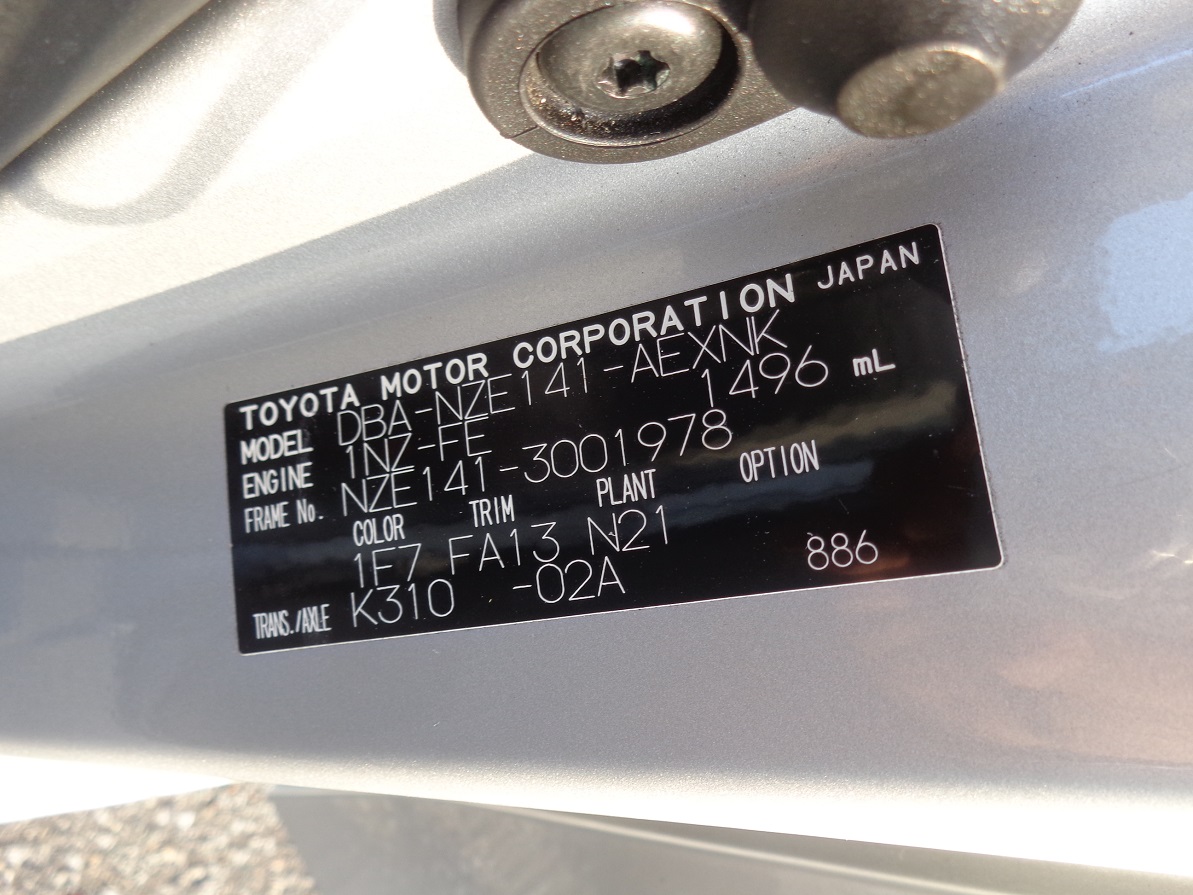 TOYOTA MOTOR CORPORATION JAPAN
MODEL DBA-NZE141-AEXNK
ENGINE 1NZ-FE 1496 mL
FRAME No. NZE141-3001978
COLOR TRIM PLANT OPTION
1F7 FA13 N21
TRANS./AXLE K310 -02A 886